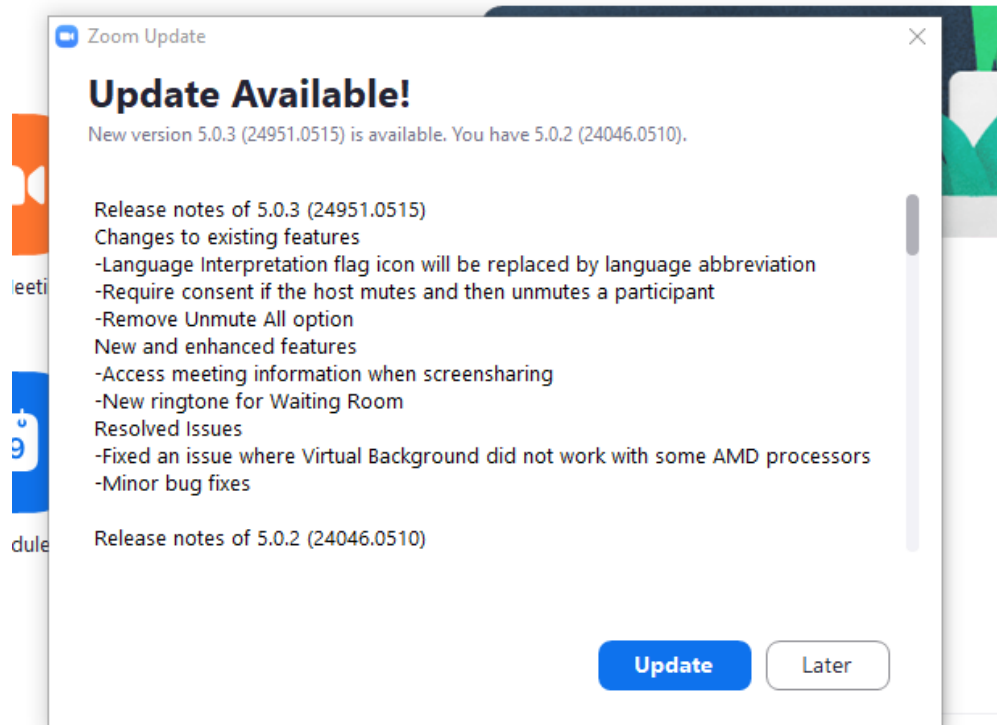 Zoom Update
Update Available!
New version 5.0.3 (24951.0515) is available. You have 5.0.2 (24046.0510).
Release notes of 5.0.3 (24951.0515)
Changes to existing features
-Language Interpretation flag icon will be replaced by language abbreviation
-Require consent if the host mutes and then unmutes a participant
-Remove Unmute All option
New and enhanced features
-Access meeting information when screensharing
-New ringtone for Waiting Room
Resolved Issues
-Fixed an issue where Virtual Background did not work with some AMD processors
-Minor bug fixes
Release notes of 5.0.2 (24046.0510)
Update
Later